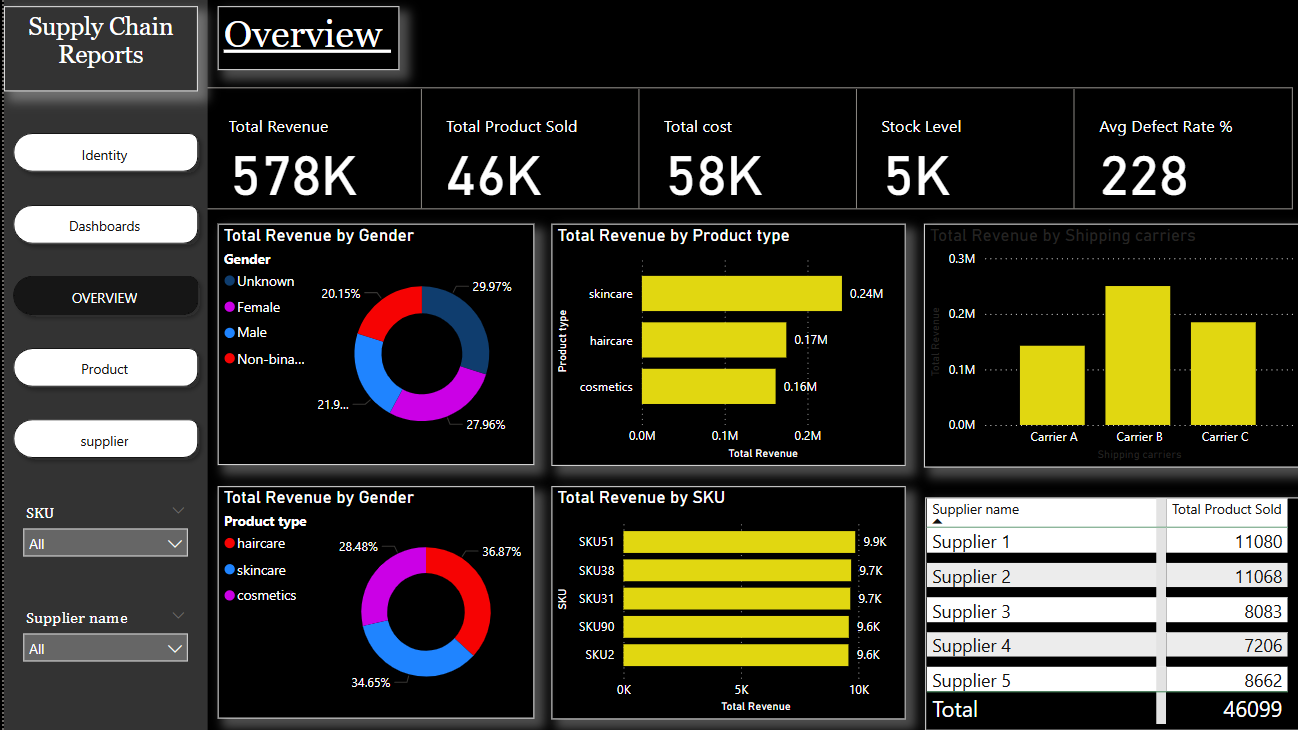 Supply Chain
Reports
Identity
Dashboards
OVERVIEW
Product
supplier
SKU
All
Supplier name
All
Overview
Total Revenue
578K
Total Product Sold
46K
Total cost
58K
Stock Level
5K
Avg Defect Rate %
228
Total Revenue by Gender
Gender
Unknown
Female
Male
Non-bina...
20.15%
29.97%
21.9...
27.96%
Total Revenue by Product type
Product type
skincare
0.24M
haircare
0.17M
cosmetics
0.16M
0.0M 0.1M 0.2M
Total Revenue
Total Revenue by Shipping carriers
Total Revenue
0.3M
0.2M
0.1M
0.0M
Carrier A Carrier B Carrier C
Shipping carriers
Total Revenue by Gender
Product type
haircare
skincare
cosmetics
28.48%
36.87%
34.65%
Total Revenue by SKU
SKU
SKU51 9.9K
SKU38 9.7K
SKU31 9.7K
SKU90 9.6K
SKU2 9.6K
0K 5K 10K
Total Revenue
Supplier name Total Product Sold
Supplier 1 11080
Supplier 2 11068
Supplier 3 8083
Supplier 4 7206
Supplier 5 8662
Total 46099